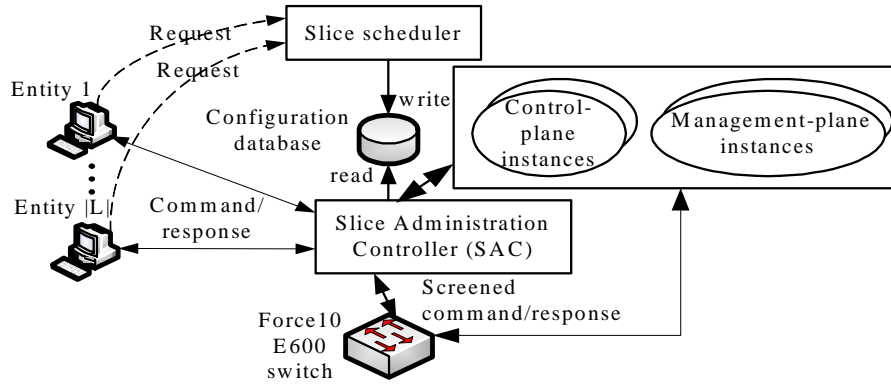 Request
Slice scheduler
Request
Entity 1
write
Configuration
database
Control-
plane
instances
Management-plane
instances
read
Entity |L|
Command/
response
Slice Administration
Controller (SAC)
Screened
command/response
Force10
E600
switch